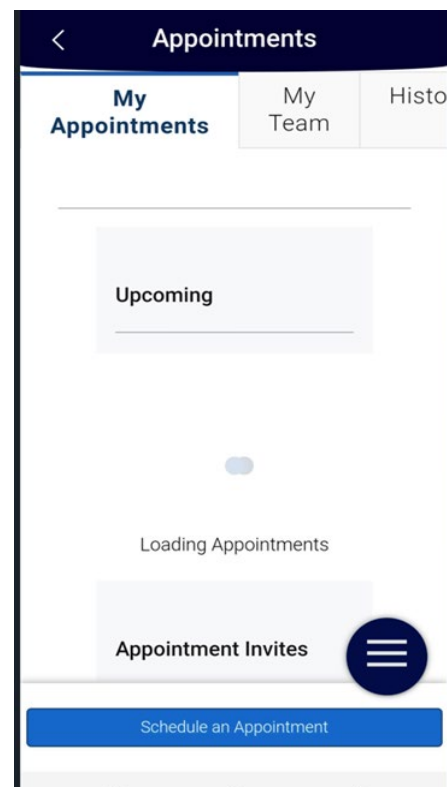 Appointments
My
Appointments
My
Team
Histo
Upcoming
Loading Appointments
Appointment Invites
Schedule an Appointment